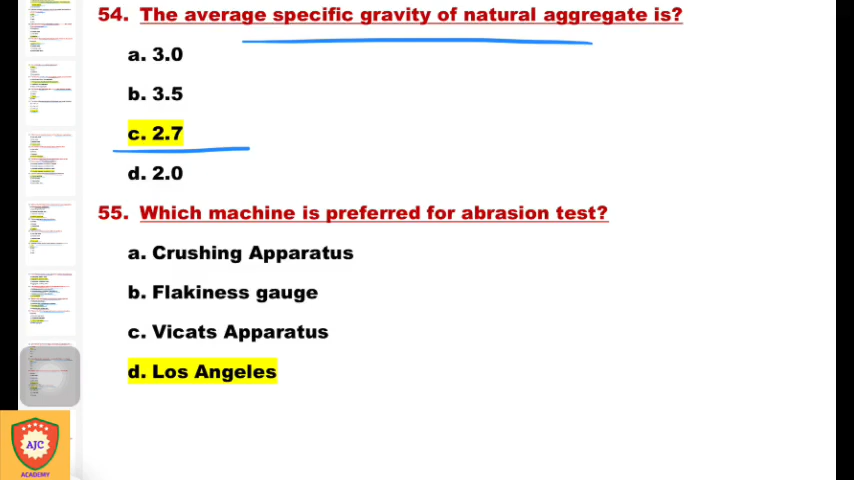 54. The average specific gravity of natural aggregate is?
a. 3.0
b. 3.5
c. 2.7
d. 2.0
55. Which machine is preferred for abrasion test?
a. Crushing Apparatus
b. Flakiness gauge
c. Vicats Apparatus
d. Los Angeles
AJC
ACADEMY